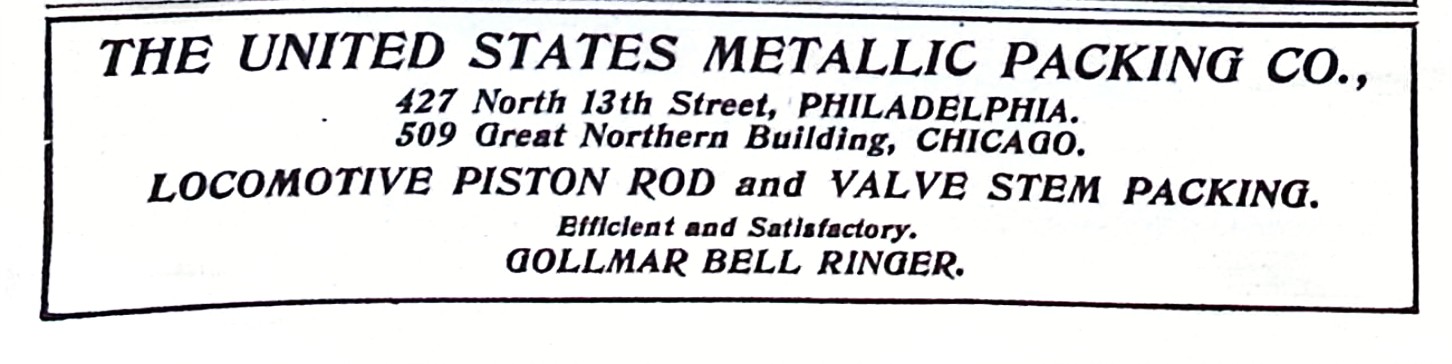 THE UNITED STATES METALLIC PACKING CO.,
427 North 13th Street, PHILADELPHIA.
509 Great Northern Building, CHICAGO.
LOCOMOTIVE PISTON ROD and VALVE STEM PACKING.
Efficient and Satisfactory.
GOLLMAR BELL RINGER.